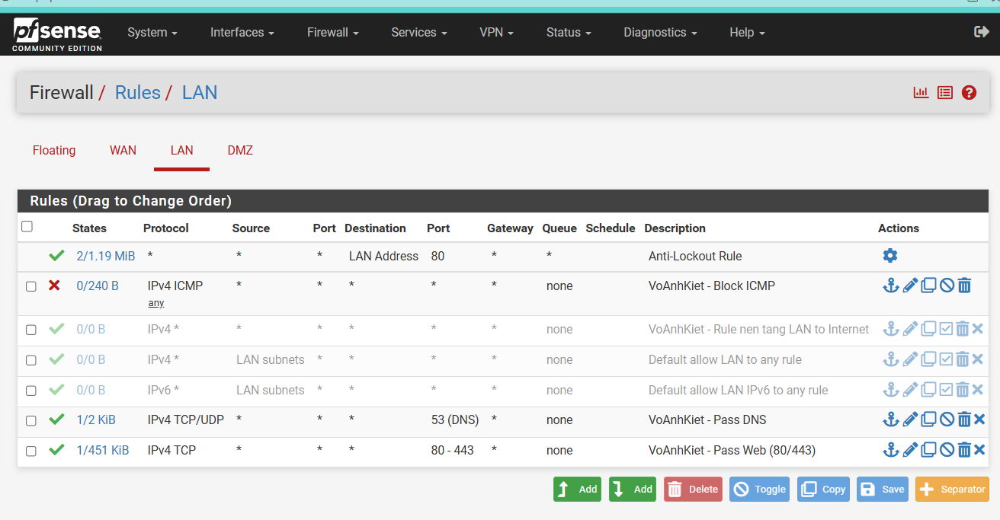 pfsense
COMMUNITY EDITION
System Interfaces Firewall Services VPN Status Diagnostics Help
Firewall / Rules / LAN
Floating WAN LAN DMZ
Rules (Drag to Change Order)
States Protocol Source Port Destination Port Gateway Queue Schedule Description Actions
2/1.19 MiB * * * LAN Address 80 * * Anti-Lockout Rule
0/240 B IPv4 ICMP * * * * * none VoAnhKiet - Block ICMP
any
0/0 B IPv4 * * * * * * none VoAnhKiet - Rule nen tang LAN to Internet
0/0 B IPv4 * LAN subnets * * * * none Default allow LAN to any rule
0/0 B IPv6 * LAN subnets * * * * none Default allow LAN IPv6 to any rule
1/2 KiB IPv4 TCP/UDP * * * 53 (DNS) * none VoAnhKiet - Pass DNS
1/451 KiB IPv4 TCP * * * 80 - 443 * none VoAnhKiet - Pass Web (80/443)
Add Add Delete Toggle Copy Save Separator